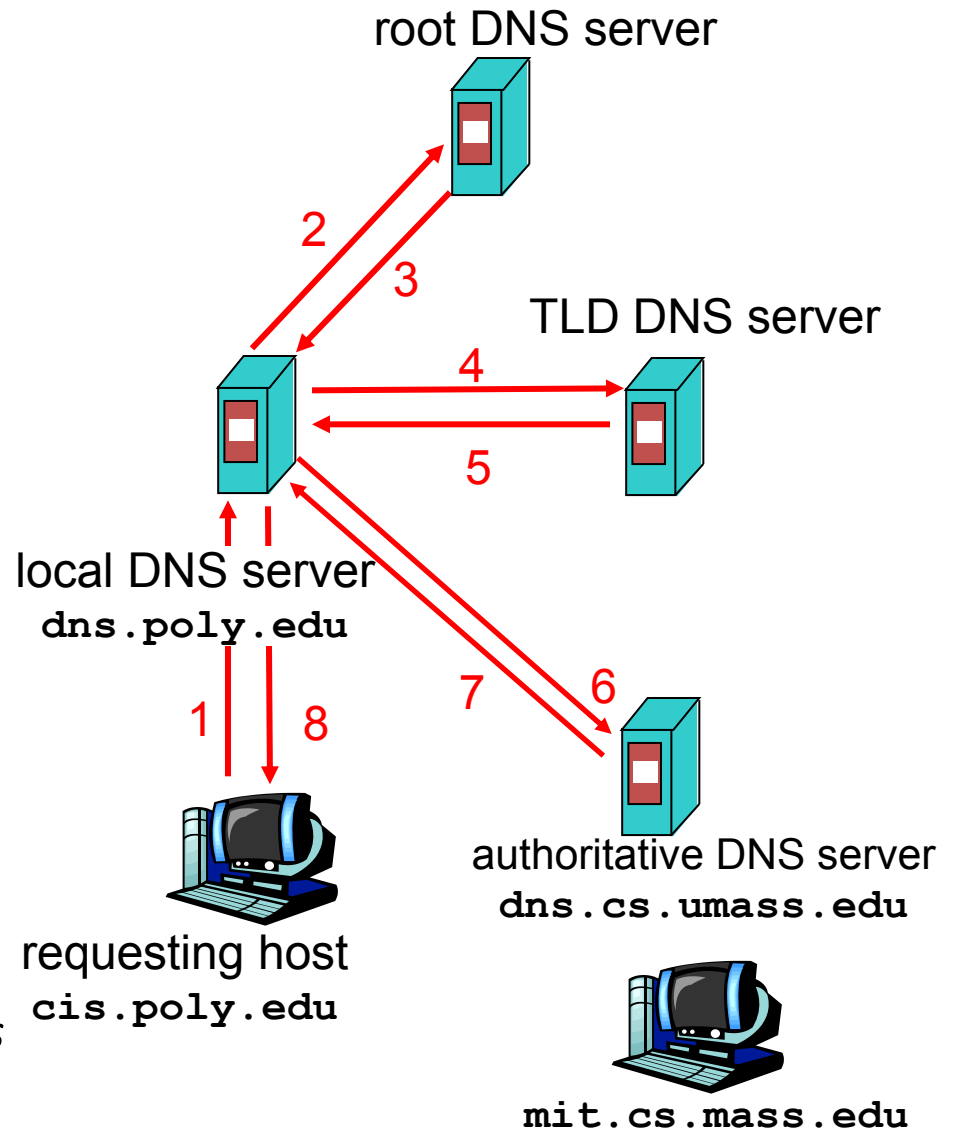 root DNS server
2
3
TLD DNS server
4
5
local DNS server
dns.poly.edu
1
8
7
6
authoritative DNS server
dns.cs.umass.edu
requesting host
cis.poly.edu
mit.cs.mass.edu